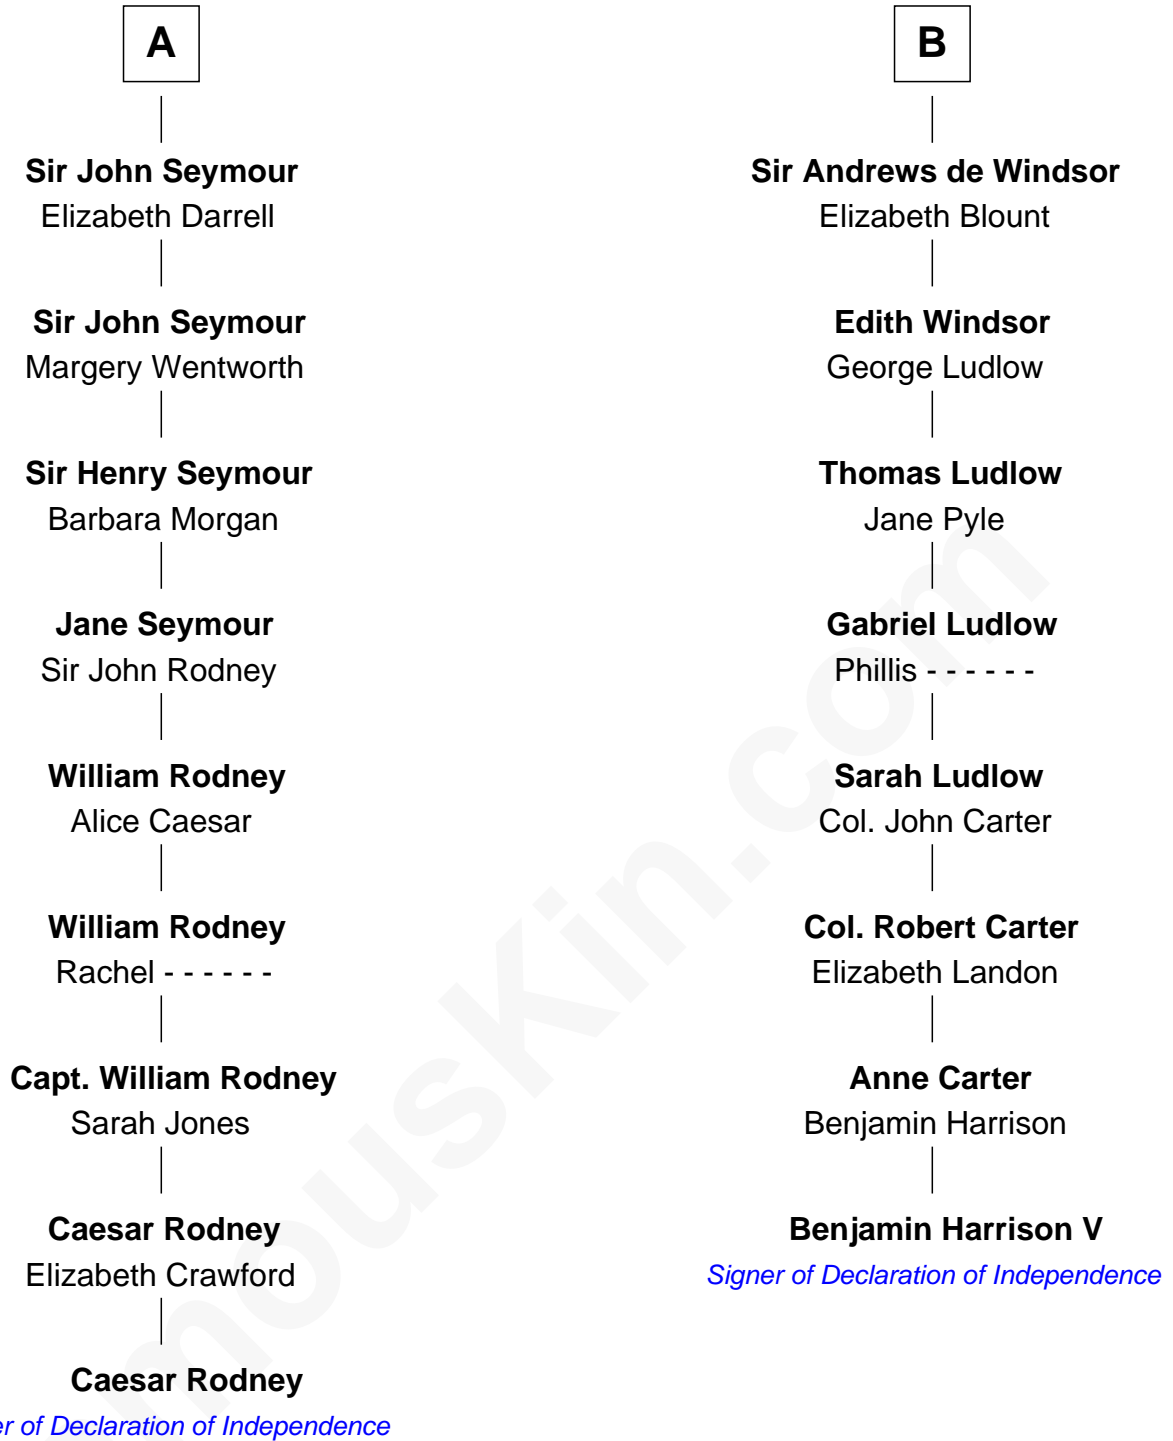 A
Sir John Seymour
Elizabeth Darrell
Sir John Seymour
Margery Wentworth
Sir Henry Seymour
Barbara Morgan
Jane Seymour
Sir John Rodney
William Rodney
Alice Caesar
William Rodney
Rachel - - - - - -
Capt. William Rodney
Sarah Jones
Caesar Rodney
Elizabeth Crawford
Caesar Rodney
er of Declaration of Independence
B
Sir Andrews de Windsor
Elizabeth Blount
Edith Windsor
George Ludlow
Thomas Ludlow
Jane Pyle
Gabriel Ludlow
Phillis - - - - - -
Sarah Ludlow
Col. John Carter
Col. Robert Carter
Elizabeth Landon
Anne Carter
Benjamin Harrison
Benjamin Harrison V
Signer of Declaration of Independence
mousKin.com